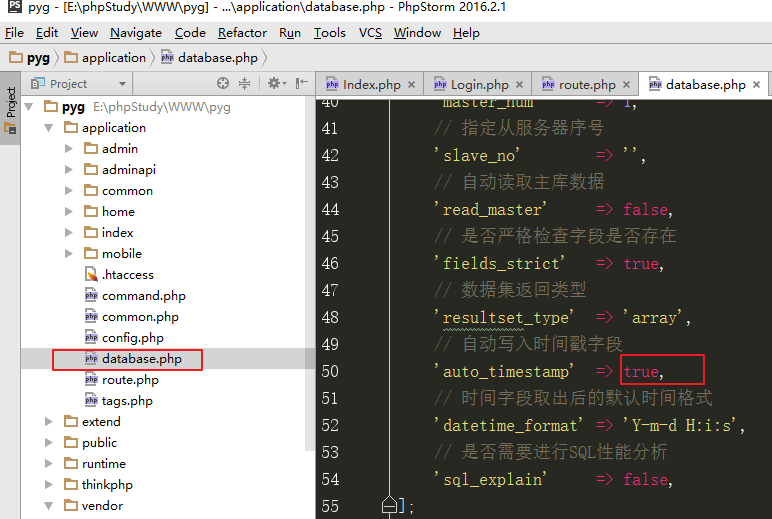 pyg - [E:\phpStudy\WWW\pyg] - ...\application\database.php - PhpStorm 2016.2.1
File Edit View Navigate Code Refactor Run Tools VCS Window Help
pyg application database.php
Project
Project
Index.php Login.php route.php database.php
pyg E:\phpStudy\WWW\pyg
application
admin
adminapi
common
home
index
mobile
.htaccess
command.php
common.php
config.php
database.php
route.php
tags.php
extend
public
runtime
thinkphp
vendor
40 'master_num' => 1,
41 // 指定从服务器序号
42 'slave_no' => '',
43 // 自动读取主库数据
44 'read_master' => false,
45 // 是否严格检查字段是否存在
46 'fields_strict' => true,
47 // 数据集返回类型
48 'resultset_type' => 'array',
49 // 自动写入时间戳字段
50 'auto_timestamp' => true,
51 // 时间字段取出后的默认时间格式
52 'datetime_format' => 'Y-m-d H:i:s',
53 // 是否需要进行SQL性能分析
54 'sql_explain' => false,
55 ];